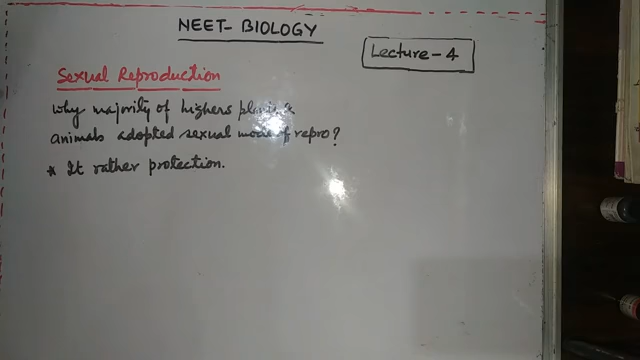 NEET- BIOLOGY
Lecture - 4
Sexual Reproduction
Why majority of highers plants &
animals adopted sexual mode of repro?
* It rather protection.